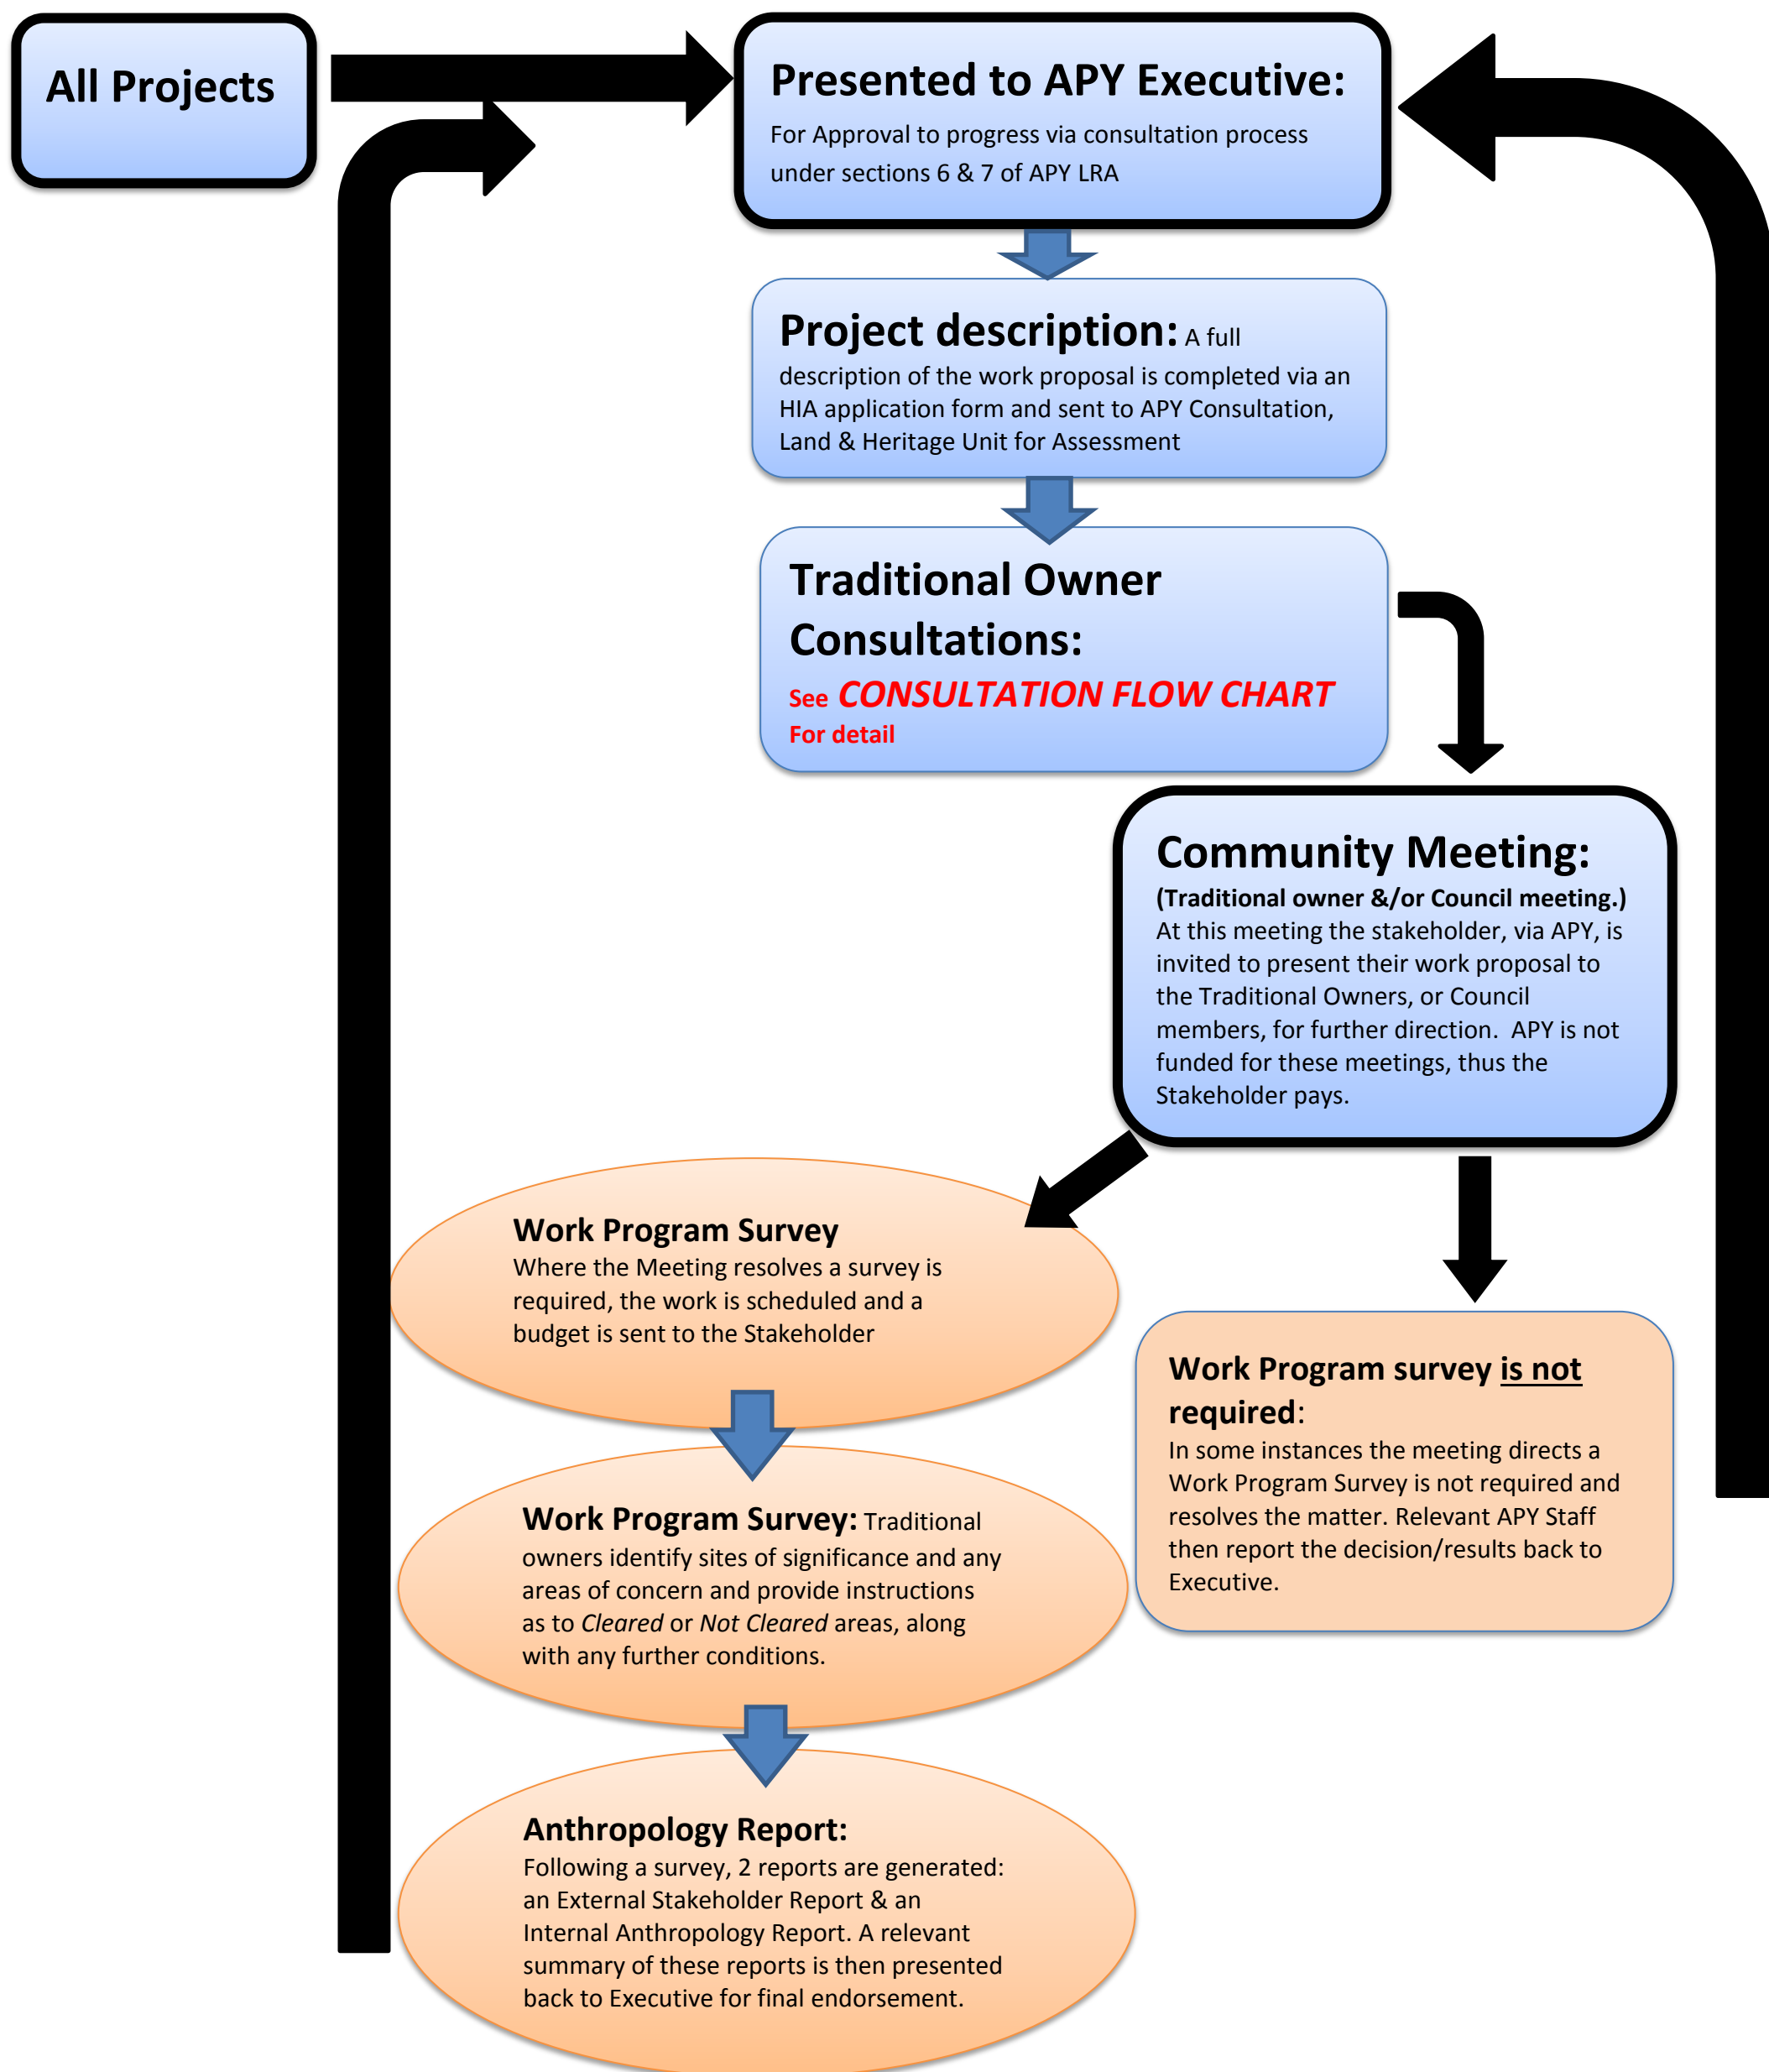 All Projects
Presented to APY Executive:
For Approval to progress via consultation process
under sections 6 & 7 of APY LRA
Project description: A full
description of the work proposal is completed via an
HIA application form and sent to APY Consultation,
Land & Heritage Unit for Assessment
Traditional Owner
Consultations:
See CONSULTATION FLOW CHART
For detail
Community Meeting:
(Traditional owner &/or Council meeting.)
At this meeting the stakeholder, via APY, is
invited to present their work proposal to
the Traditional Owners, or Council
members, for further direction.  APY is not
funded for these meetings, thus the
Stakeholder pays.
Work Program Survey
Where the Meeting resolves a survey is
required, the work is scheduled and a
budget is sent to the Stakeholder
Work Program survey is not
required:
In some instances the meeting directs a
Work Program Survey is not required and
resolves the matter. Relevant APY Staff
then report the decision/results back to
Executive.
Work Program Survey: Traditional
owners identify sites of significance and any
areas of concern and provide instructions
as to Cleared or Not Cleared areas, along
with any further conditions.
Anthropology Report:
Following a survey, 2 reports are generated:
an External Stakeholder Report & an
Internal Anthropology Report. A relevant
summary of these reports is then presented
back to Executive for final endorsement.